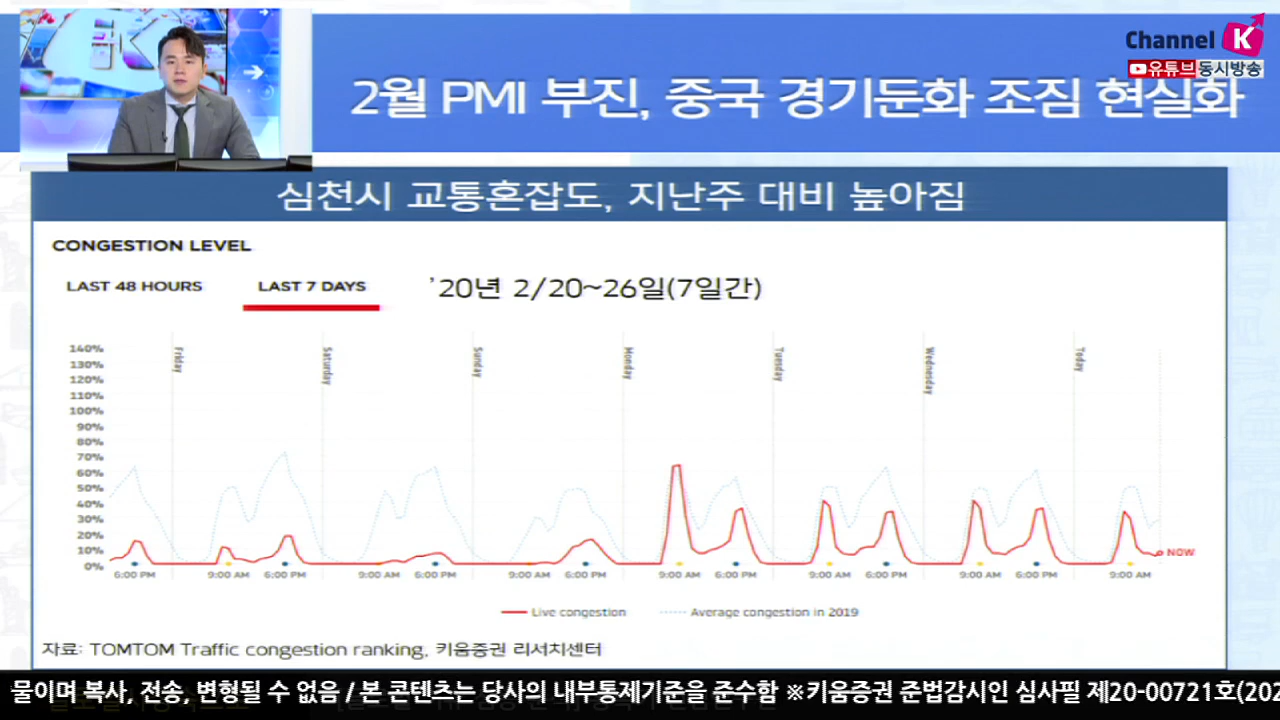 Channel K
유튜브 동시방송
2월 PMI 부진, 중국 경기둔화 조짐 현실화
심천시 교통혼잡도, 지난주 대비 높아짐
CONGESTION LEVEL
LAST 48 HOURS LAST 7 DAYS ’20년 2/20~26일(7일간)
Friday Saturday Sunday Monday Tuesday Wednesday Today
140%
130%
120%
110%
100%
90%
80%
70%
60%
50%
40%
30%
20%
10%
0%
NOW
6:00 PM 9:00 AM 6:00 PM 9:00 AM 6:00 PM 9:00 AM 6:00 PM 9:00 AM 6:00 PM 9:00 AM 6:00 PM 9:00 AM 6:00 PM 9:00 AM
Live congestion Average congestion in 2019
자료: TOMTOM Traffic congestion ranking, 키움증권 리서치센터
물이며 복사, 전송, 변형될 수 없음 / 본 콘텐츠는 당사의 내부통제기준을 준수함 ※키움증권 준법감시인 심사필 제20-00721호(202